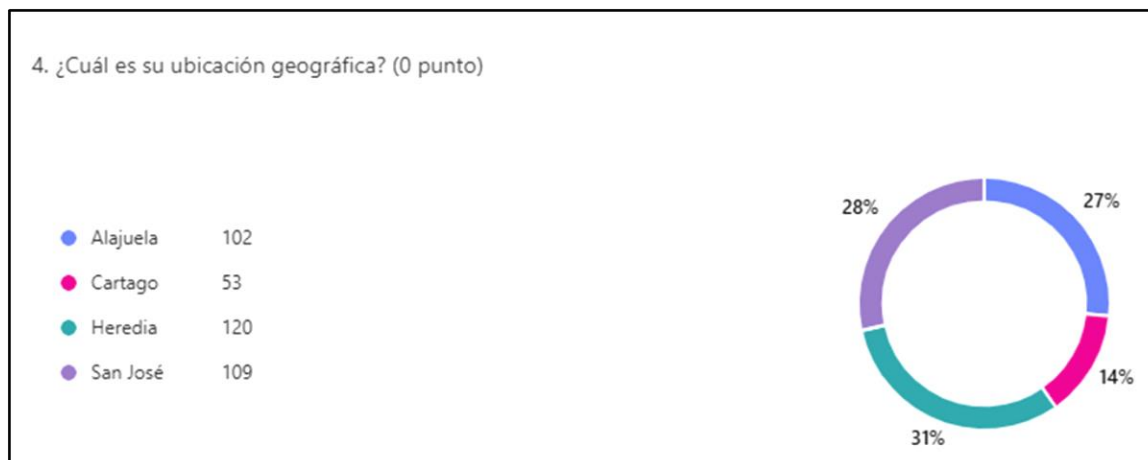 4. ¿Cuál es su ubicación geográfica? (0 punto)
Alajuela 102
Cartago 53
Heredia 120
San José 109
28%
27%
14%
31%